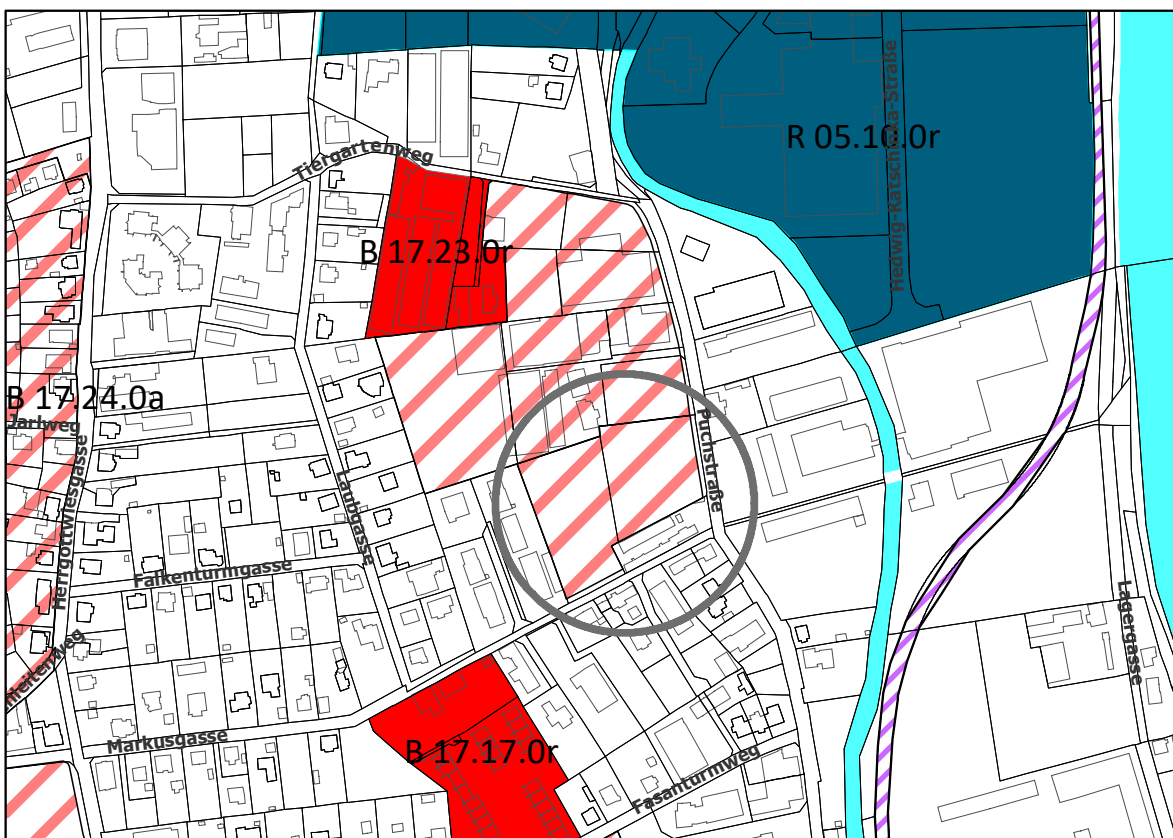 R 05.10.0r
Hedwig-Katschinka-Straße
Tiergartenweg
B 17.23.0r
B 17.24.0a
Jarlweg
Herrgottwiesgasse
Laubgasse
Puchstraße
Falkenturmgasse
Lagergasse
Markusgasse
B 17.17.0r
Fasanturmweg